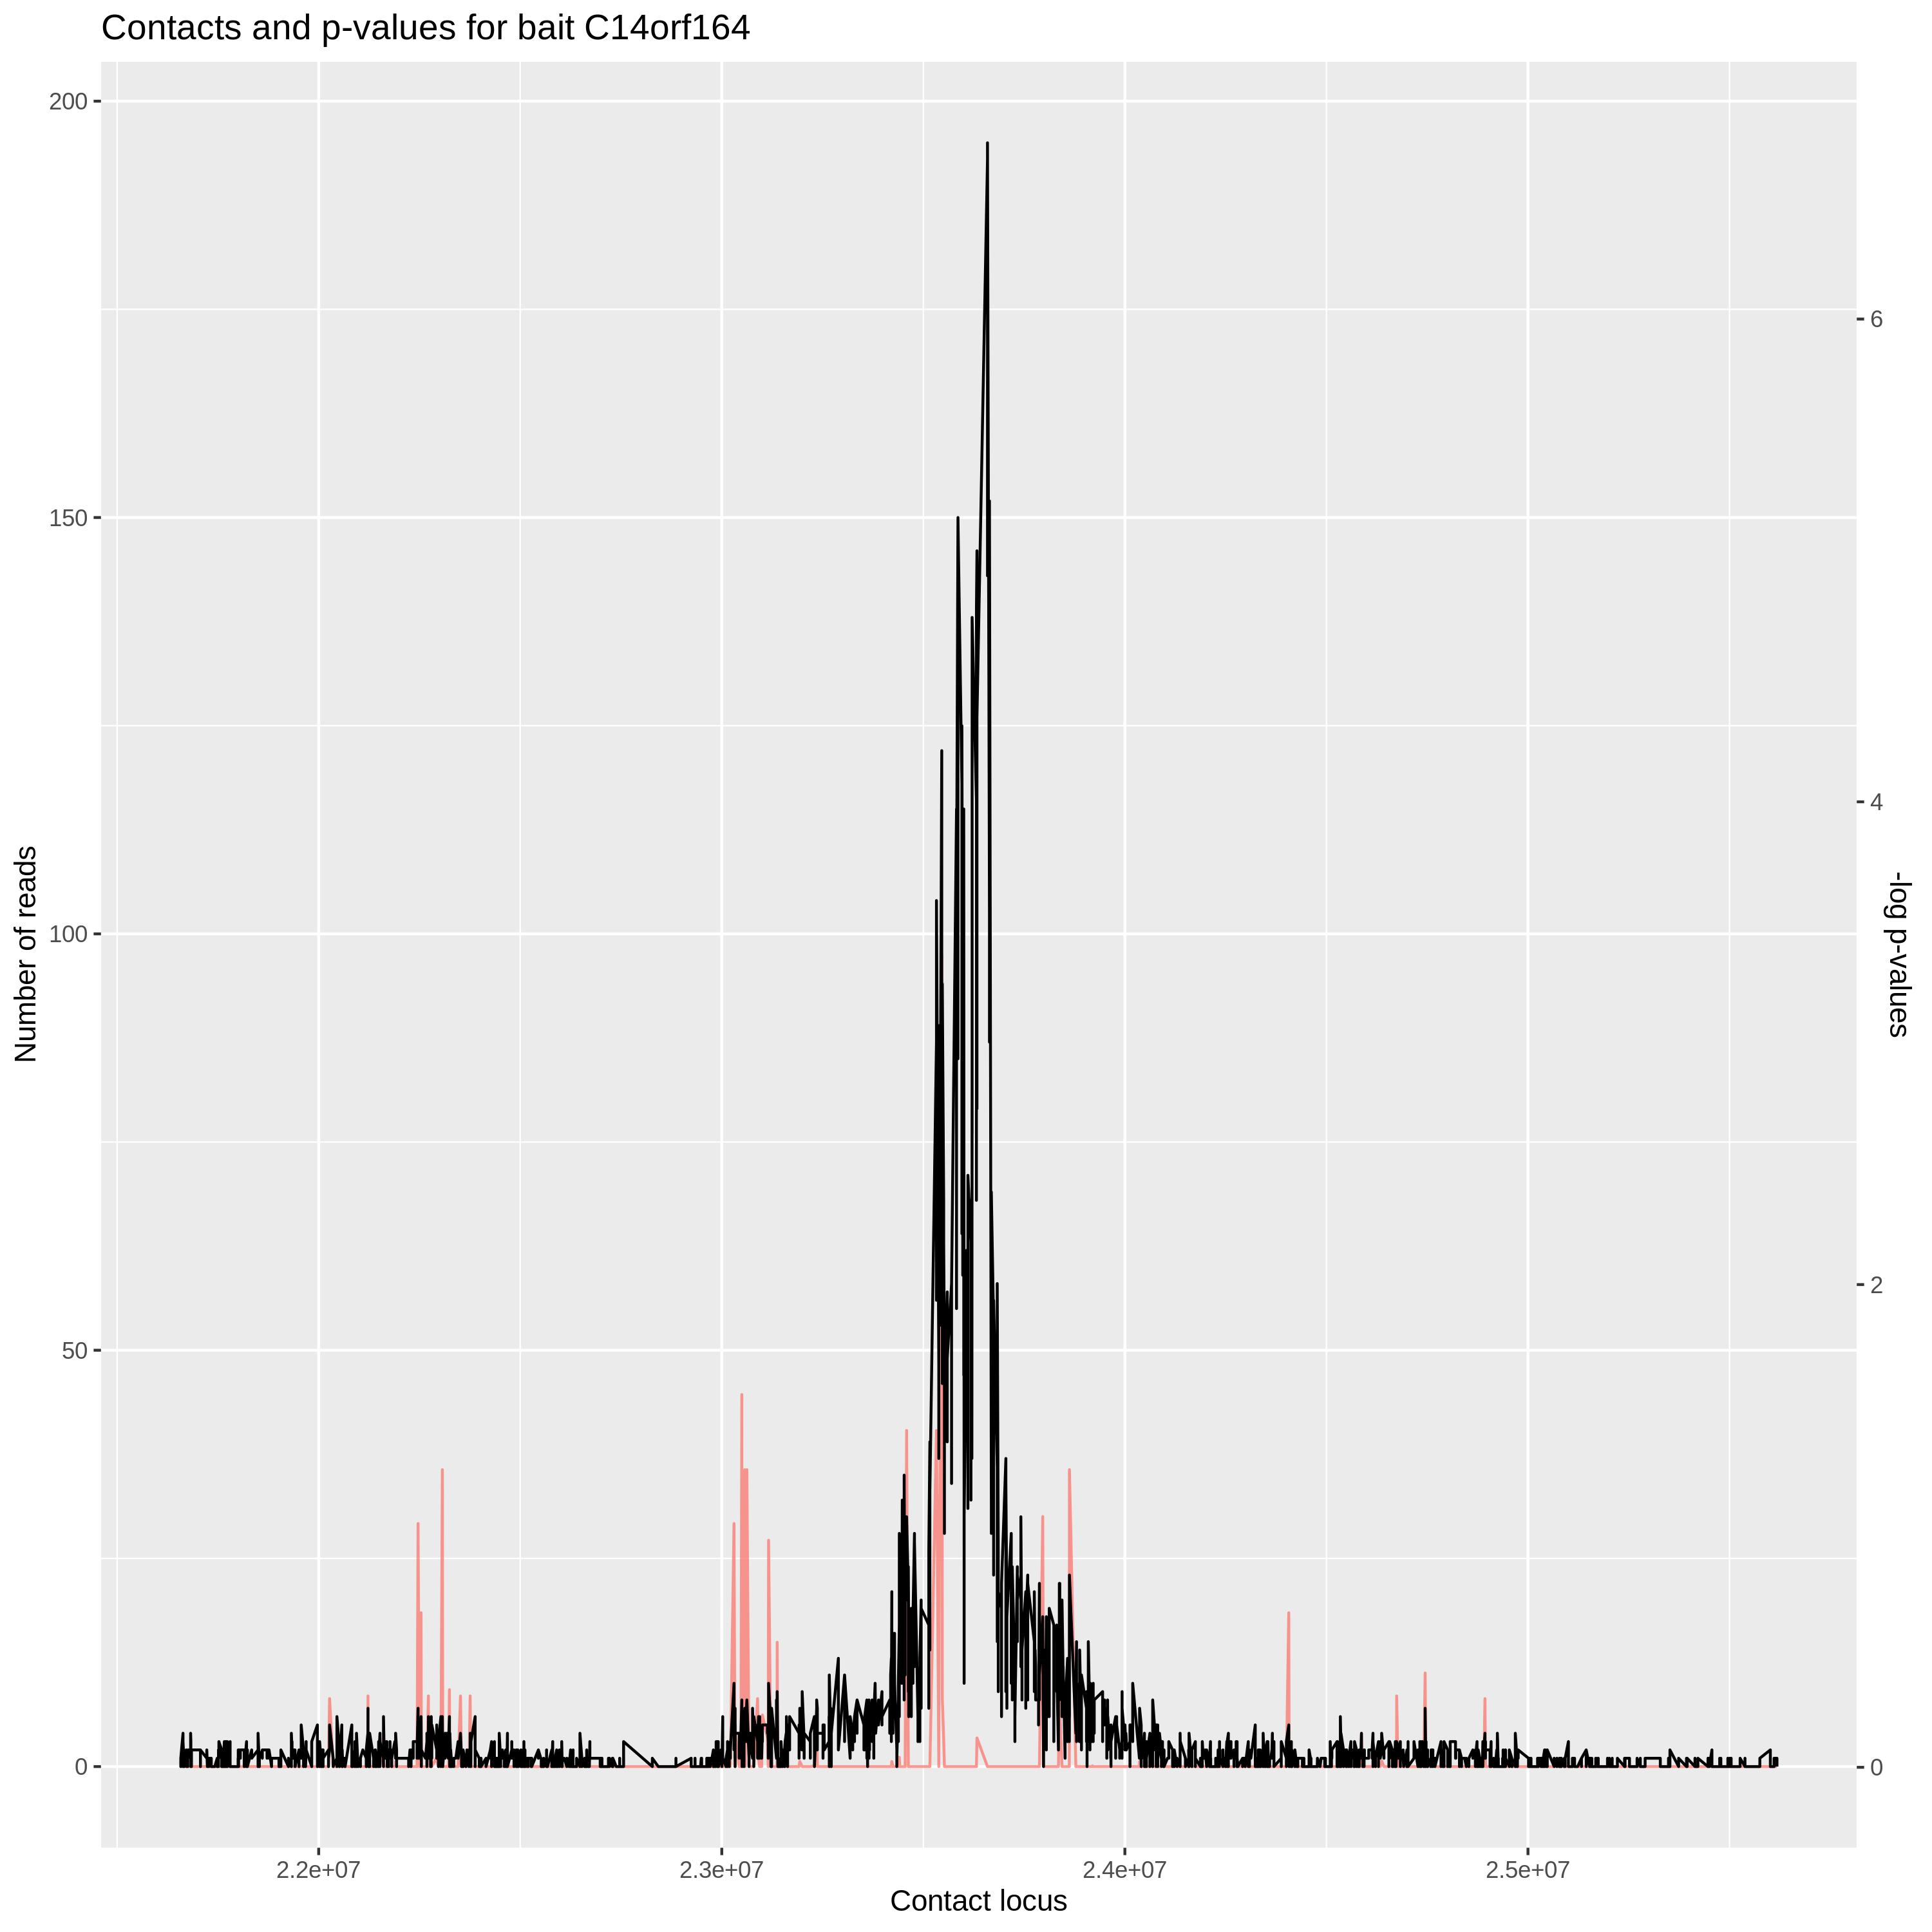 Contacts and p-values for bait C14orf164
200
150
100
50
0
6
4
2
0
Number of reads
-log p-values
2.2e+07
2.3e+07
2.4e+07
2.5e+07
Contact locus